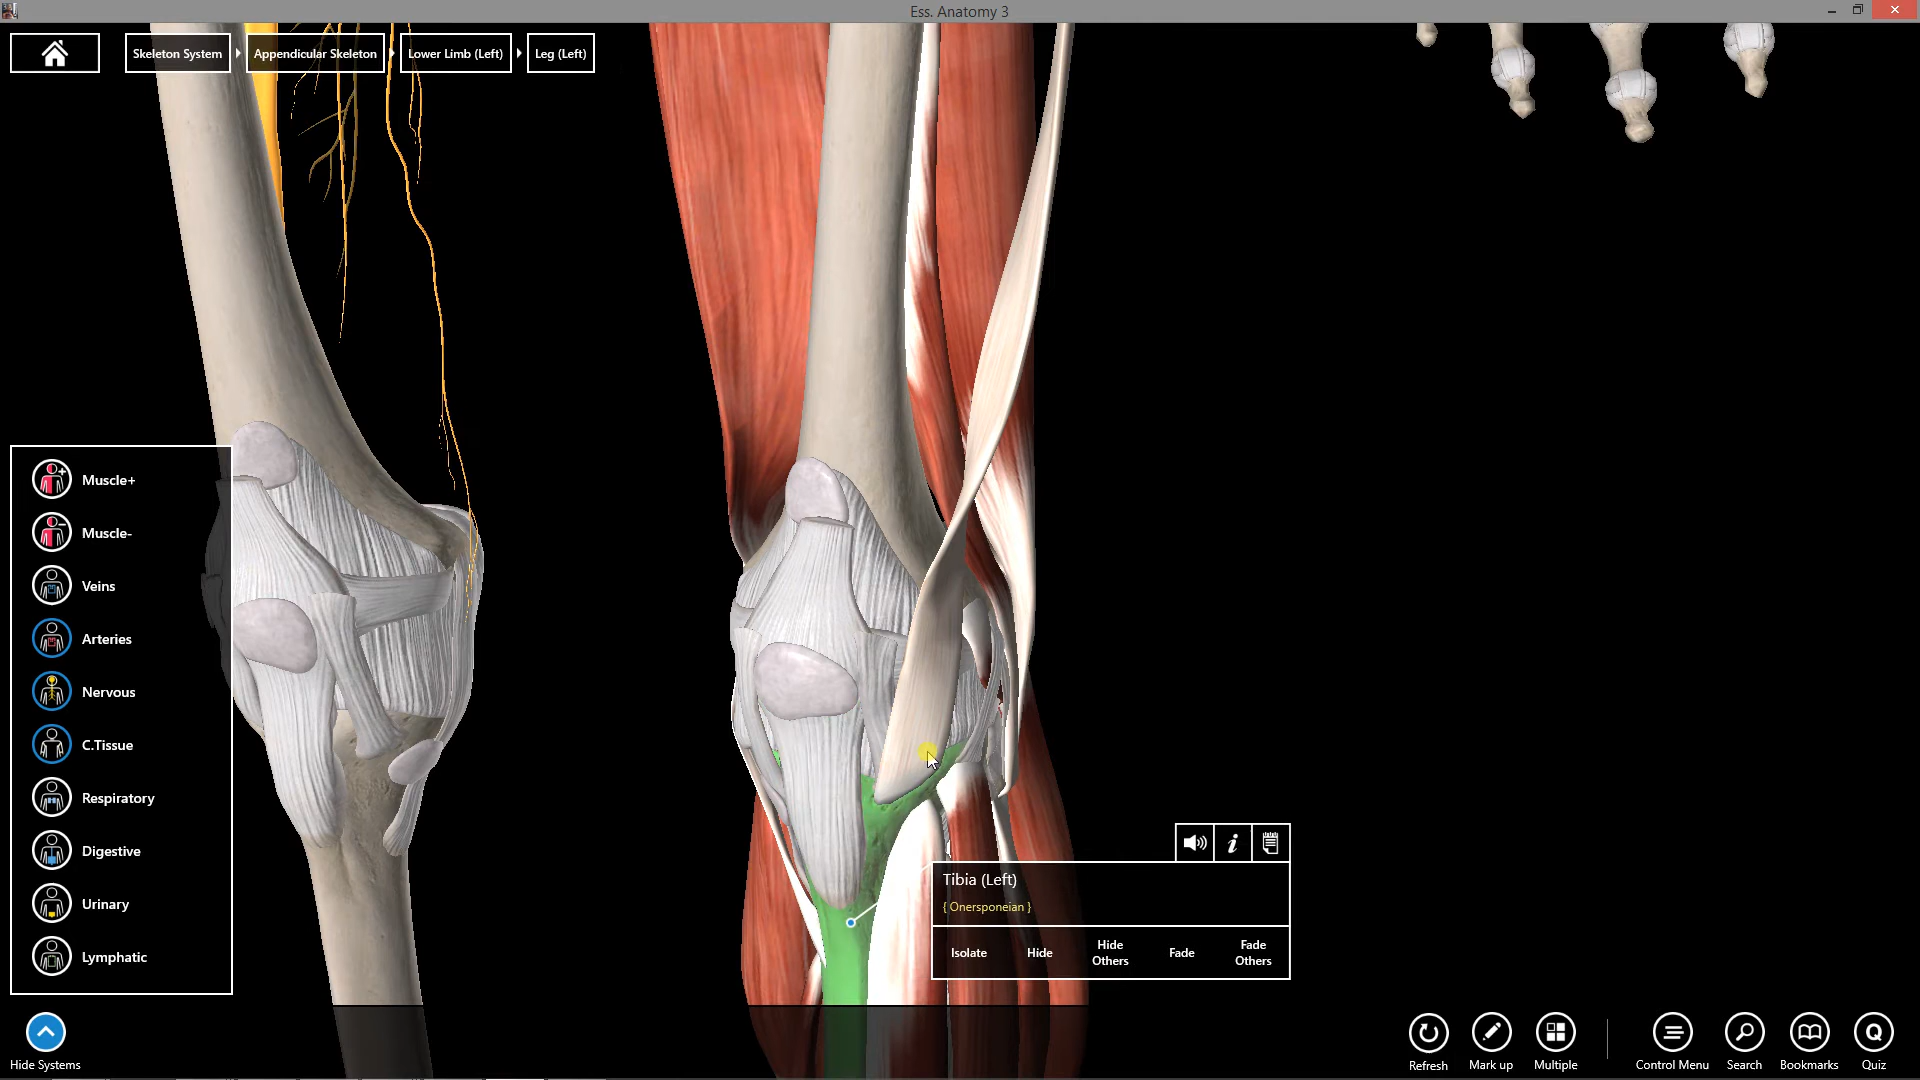 Ess. Anatomy 3
Skeleton System
Appendicular Skeleton
Lower Limb (Left)
Leg (Left)
Muscle+
Muscle-
Veins
Arteries
Nervous
C.Tissue
Respiratory
Digestive
Urinary
Lymphatic
Hide Systems
Tibia (Left)
{ Onersponeian }
Isolate
Hide
Hide
Others
Fade
Fade
Others
Refresh
Mark up
Multiple
Control Menu
Search
Bookmarks
Quiz